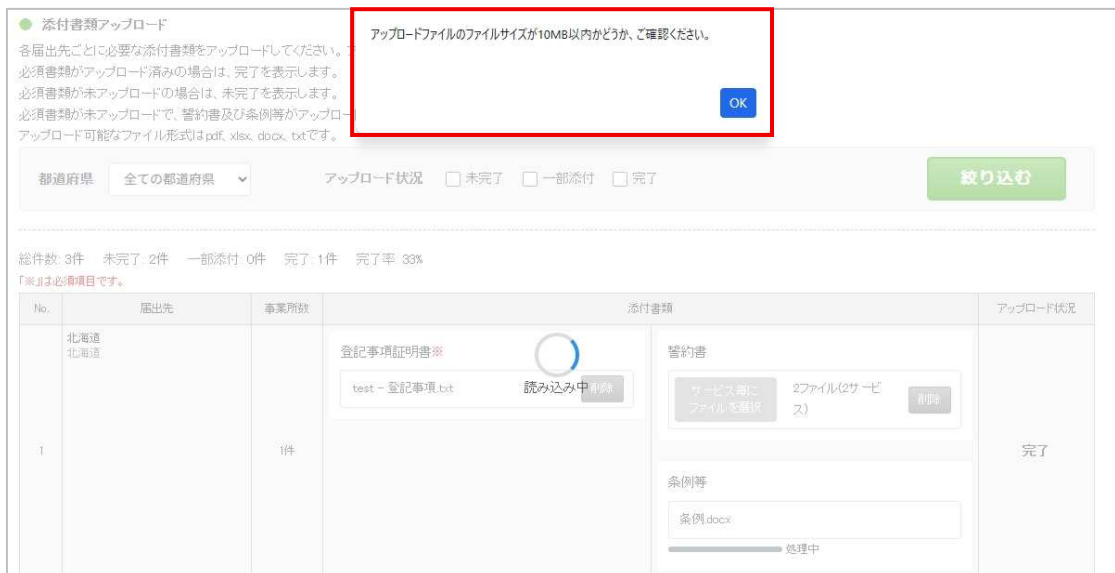 添付書類アップロード
アップロードファイルのファイルサイズが10MB以内かどうか、ご確認ください。
各届出先ごとに必要な添付書類をアップロードしてください。
必須書類がアップロード済みの場合は、完了を表示します。
必須書類が未アップロードの場合は、未完了を表示します。
必須書類が未アップロードで、誓約書及び条例等がアップロー
OK
アップロード可能なファイル形式はpdf, xlsx, docx, txtです。
都道府県 全ての都道府県 アップロード状況 未完了 一部添付 完了 絞り込む
総件数:3件 未完了:2件 一部添付:0件 完了:1件 完了率:33%
「※」は必須項目です。
No. 届出先 事業所数 添付書類 アップロード状況
北海道
北海道
登記事項証明書※
test - 登記事項.txt
読み込み中
削除
誓約書
サービス毎に
ファイルを選択
2ファイル(2サービ
ス)
削除
1 1件 完了
条例等
条例.docx
処理中